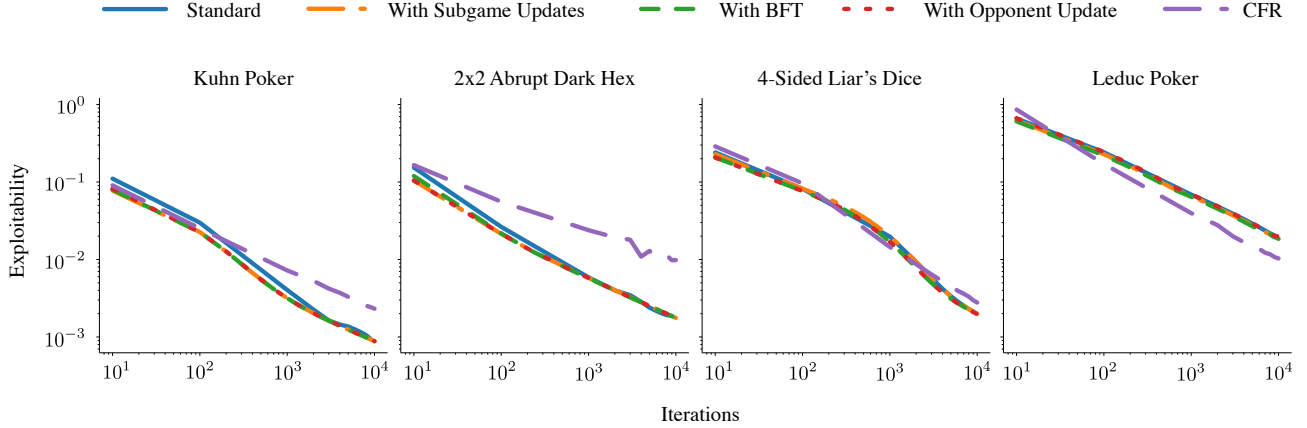 Standard With Subgame Updates With BFT With Opponent Update CFR
Kuhn Poker 2x2 Abrupt Dark Hex 4-Sided Liar's Dice Leduc Poker
10^0
10^-1
10^-2
10^-3
Exploitability
10^1 10^2 10^3 10^4 10^1 10^2 10^3 10^4 10^1 10^2 10^3 10^4 10^1 10^2 10^3 10^4
Iterations